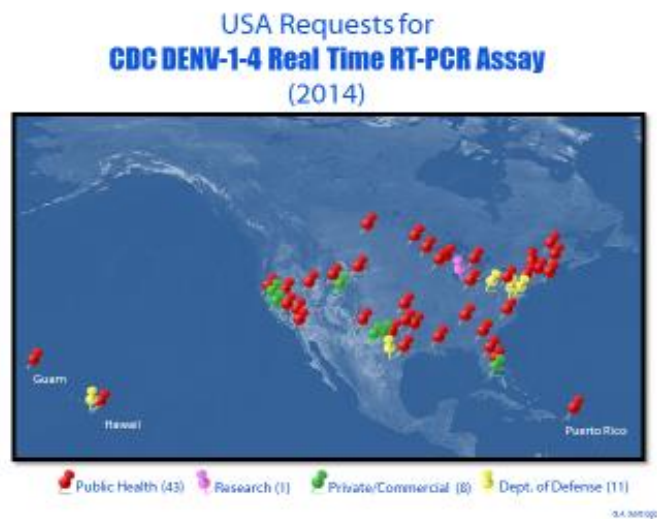 USA Requests for
CDC DENV-1-4 Real Time RT-PCR Assay
(2014)
Guam
Hawaii
Puerto Rico
Public Health (43) Research (1) Private/Commercial (8) Dept. of Defense (11)